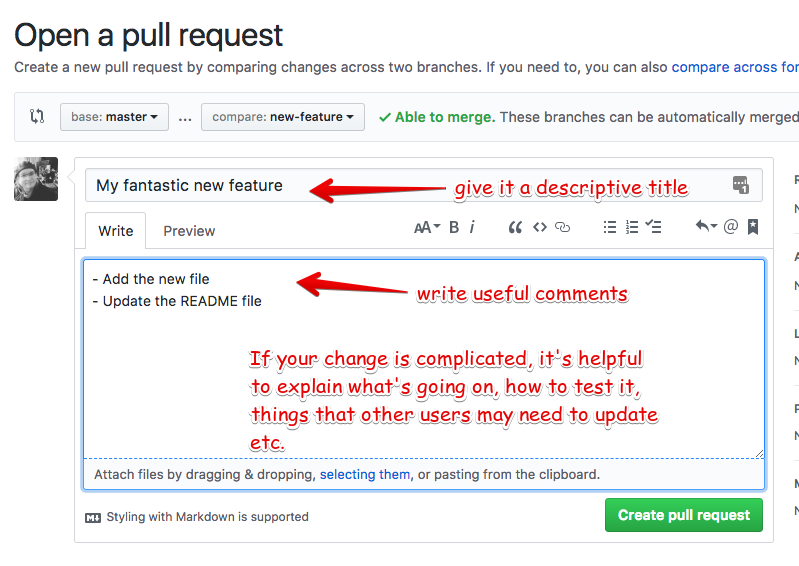 Open a pull request
Create a new pull request by comparing changes across two branches. If you need to, you can also compare across for
base: master ... compare: new-feature ✓ Able to merge. These branches can be automatically merged
My fantastic new feature
give it a descriptive title
1
Write Preview AA B i
- Add the new file
- Update the README file
write useful comments
If your change is complicated, it's helpful
to explain what's going on, how to test it,
things that other users may need to update
etc.
Attach files by dragging & dropping, selecting them, or pasting from the clipboard.
Styling with Markdown is supported
Create pull request